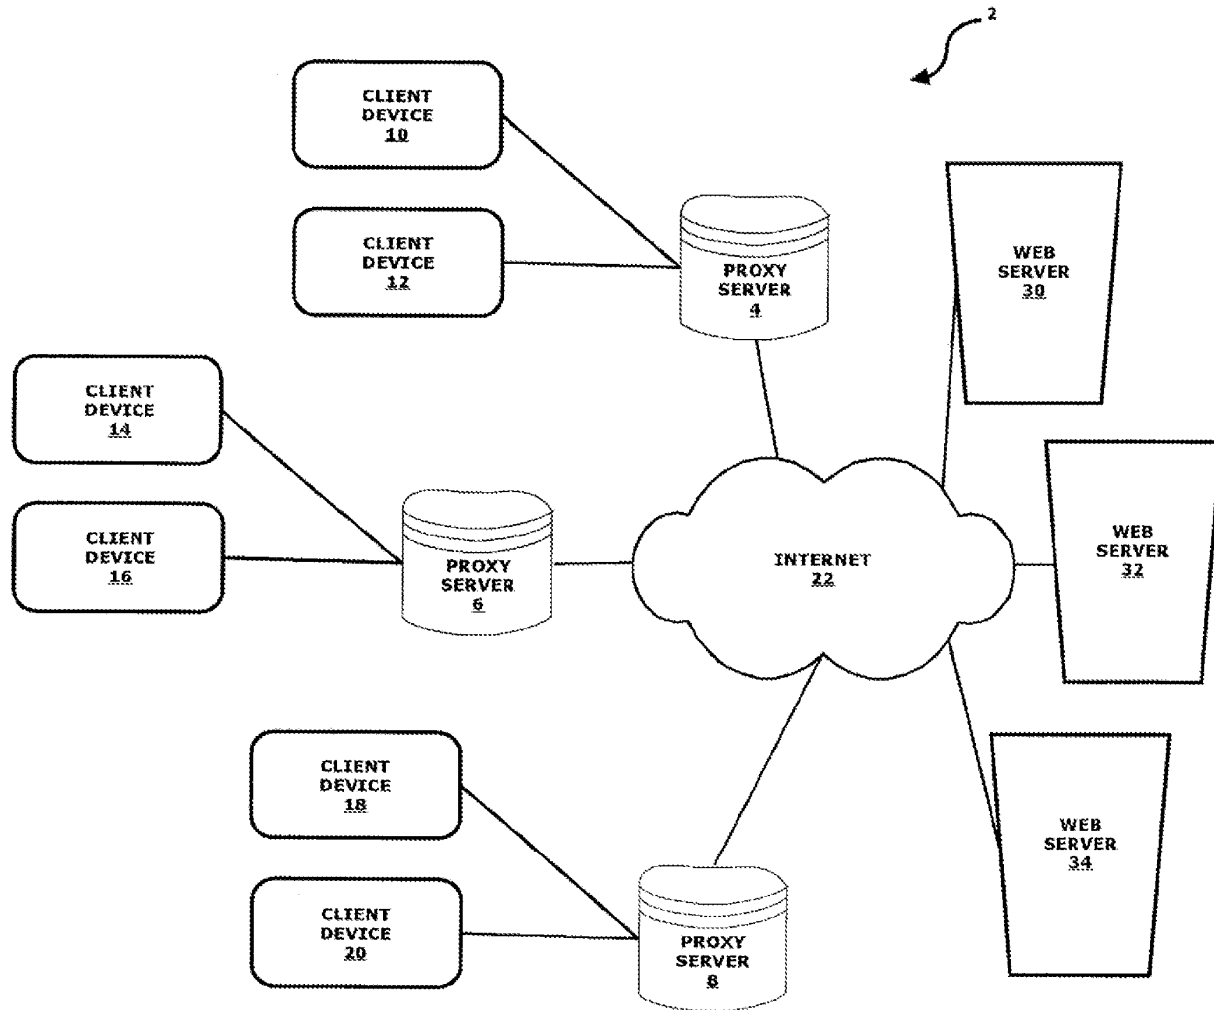 2
CLIENT
DEVICE
10
CLIENT
DEVICE
12
PROXY
SERVER
4
WEB
SERVER
30
CLIENT
DEVICE
14
CLIENT
DEVICE
16
PROXY
SERVER
6
INTERNET
22
WEB
SERVER
32
CLIENT
DEVICE
18
CLIENT
DEVICE
20
PROXY
SERVER
8
WEB
SERVER
34